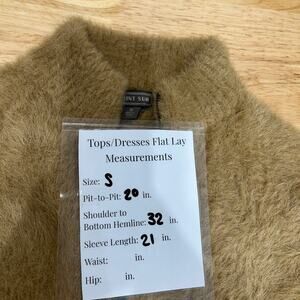 Tops/Dresses Flat Lay
Measurements
Size: S
Pit-to-Pit: 20 in.
Shoulder to
Bottom Hemline: 32 in.
Sleeve Length: 21 in.
Waist: in.
Hip: in.